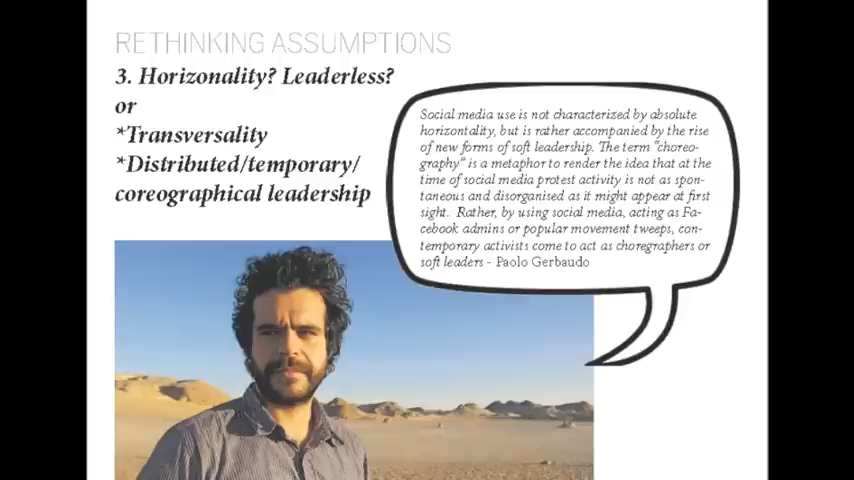 RETHINKING ASSUMPTIONS
3. Horizonality? Leaderless?
or
*Transversality
*Distributed/temporary/
coreographical leadership
Social media use is not characterized by absolute
horizontality, but is rather accompanied by the rise
of new forms of soft leadership. The term “choreo-
graphy” is a metaphor to render the idea that at the
time of social media protest activity is not as spon-
taneous and disorganised as it might appear at first
sight. Rather, by using social media, acting as Fa-
cebook admins or popular movement tweeps, con-
temporary activists come to act as choregraphers or
soft leaders - Paolo Gerbaudo